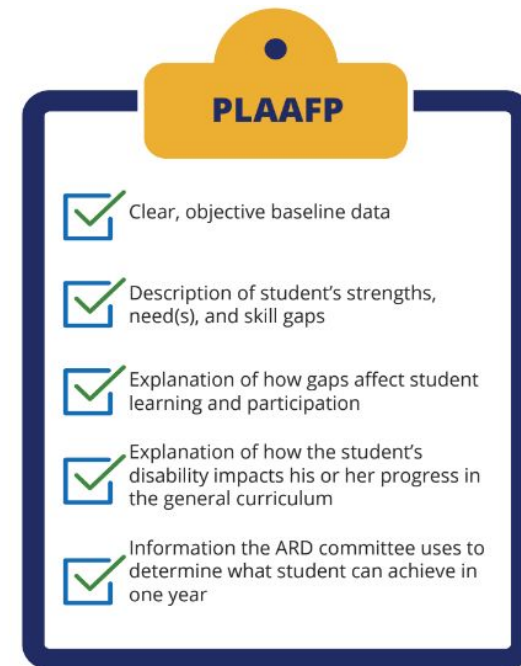 PLAAFP
Clear, objective baseline data
Description of student’s strengths,
need(s), and skill gaps
Explanation of how gaps affect student
learning and participation
Explanation of how the student’s
disability impacts his or her progress in
the general curriculum
Information the ARD committee uses to
determine what student can achieve in
one year